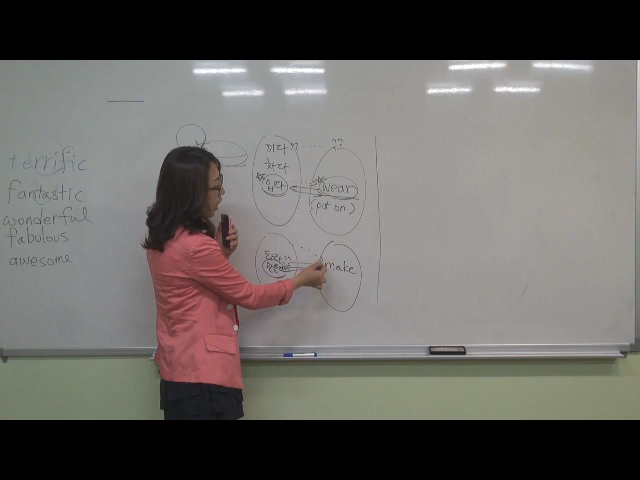 terrific
fantastic
wonderful
fabulous
awesome
끼다 ?? ..... ??
차다
입다 wear
(put on)
make